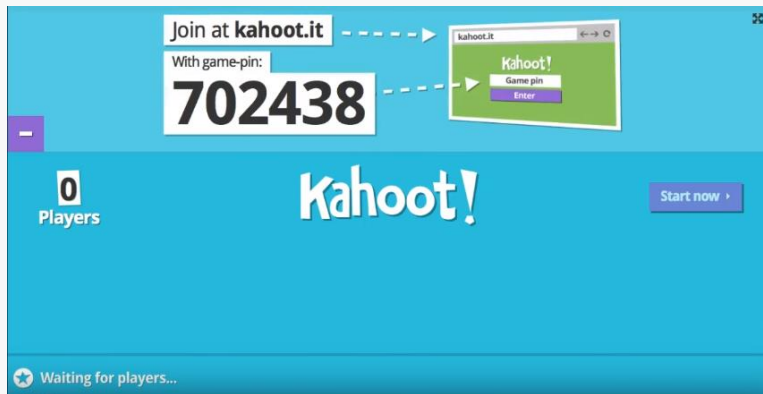 Join at kahoot.it
With game-pin:
702438
kahoot.it
Kahoot!
Game pin
Enter
0
Players
Kahoot!
Start now ›
Waiting for players...